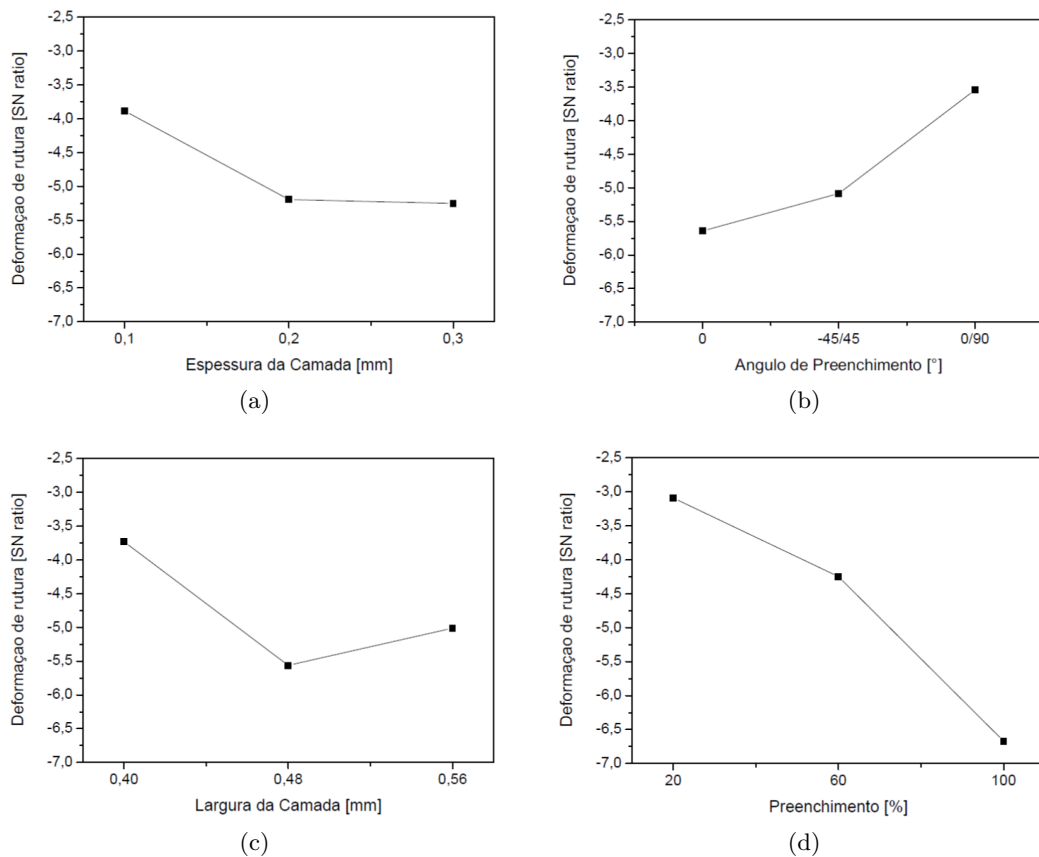 Deformaçao de rutura [SN ratio]
-2,5
-3,0
-3,5
-4,0
-4,5
-5,0
-5,5
-6,0
-6,5
-7,0
0,1 0,2 0,3
Espessura da Camada [mm]
(a)
Deformaçao de rutura [SN ratio]
-2,5
-3,0
-3,5
-4,0
-4,5
-5,0
-5,5
-6,0
-6,5
-7,0
0 -45/45 0/90
Angulo de Preenchimento [°]
(b)
Deformaçao de rutura [SN ratio]
-2,5
-3,0
-3,5
-4,0
-4,5
-5,0
-5,5
-6,0
-6,5
-7,0
0,40 0,48 0,56
Largura da Camada [mm]
(c)
Deformaçao de rutura [SN ratio]
-2,5
-3,0
-3,5
-4,0
-4,5
-5,0
-5,5
-6,0
-6,5
-7,0
20 60 100
Preenchimento [%]
(d)